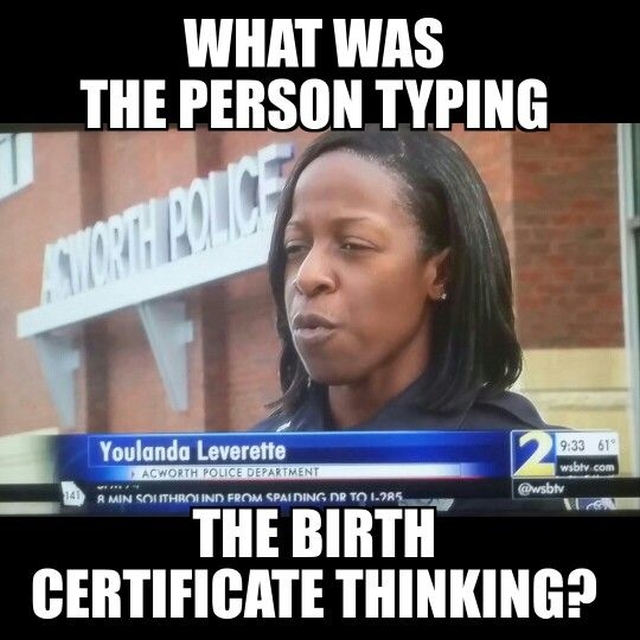 WHAT WAS
THE PERSON TYPING
ACWORTH POLICE
Youlanda Leverette
ACWORTH POLICE DEPARTMENT
141
8 MIN SOUTHBOUND FROM SPALDING DR TO I-285
2
9:33 61°
wsbtv.com
@wsbtv
THE BIRTH
CERTIFICATE THINKING?